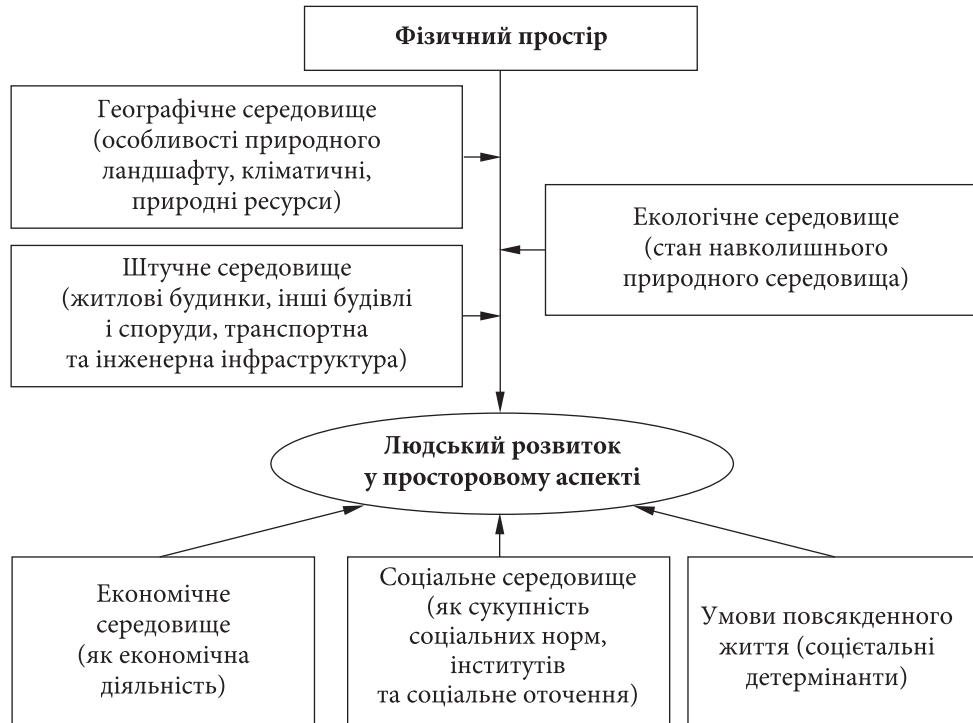 Фізичний простір
Географічне середовище
(особливості природного
ландшафту, кліматичні,
природні ресурси)
Екологічне середовище
(стан навколишнього
природного середовища)
Штучне середовище
(житлові будинки, інші будівлі
і споруди, транспортна
та інженерна інфраструктура)
Людський розвиток
у просторовому аспекті
Економічне
середовище
(як економічна
діяльність)
Соціальне середовище
(як сукупність
соціальних норм,
інститутів
та соціальне оточення)
Умови повсякденного
життя (соцієтальні
детермінанти)